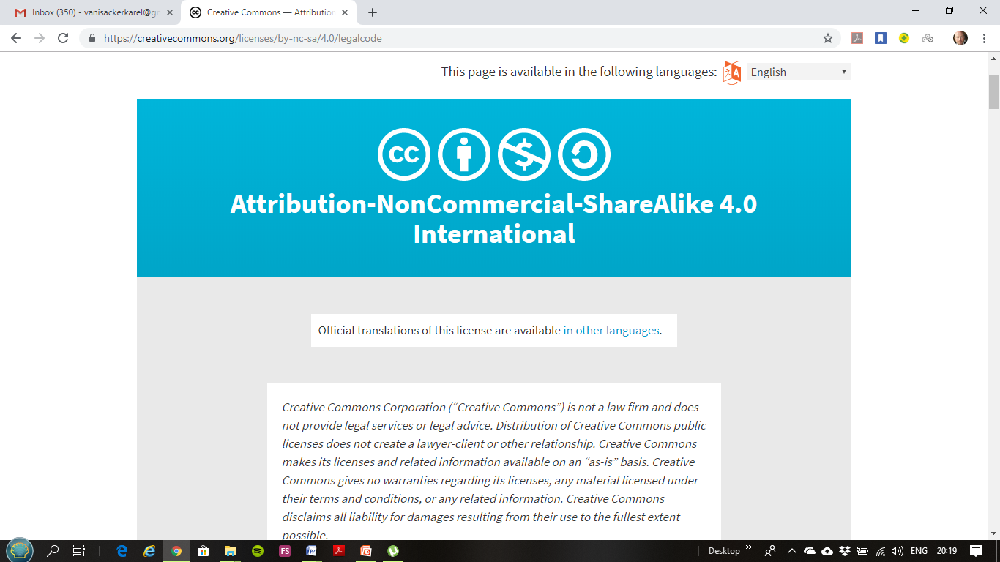 Inbox (350) - vanisackerkarel@gm
Creative Commons — Attribution
https://creativecommons.org/licenses/by-nc-sa/4.0/legalcode
This page is available in the following languages:
English
cc
$
Attribution-NonCommercial-ShareAlike 4.0
International
Official translations of this license are available in other languages.
Creative Commons Corporation (“Creative Commons”) is not a law firm and does
not provide legal services or legal advice. Distribution of Creative Commons public
licenses does not create a lawyer-client or other relationship. Creative Commons
makes its licenses and related information available on an “as-is” basis. Creative
Commons gives no warranties regarding its licenses, any material licensed under
their terms and conditions, or any related information. Creative Commons
disclaims all liability for damages resulting from their use to the fullest extent
possible.
FS
Desktop
ENG
20:19